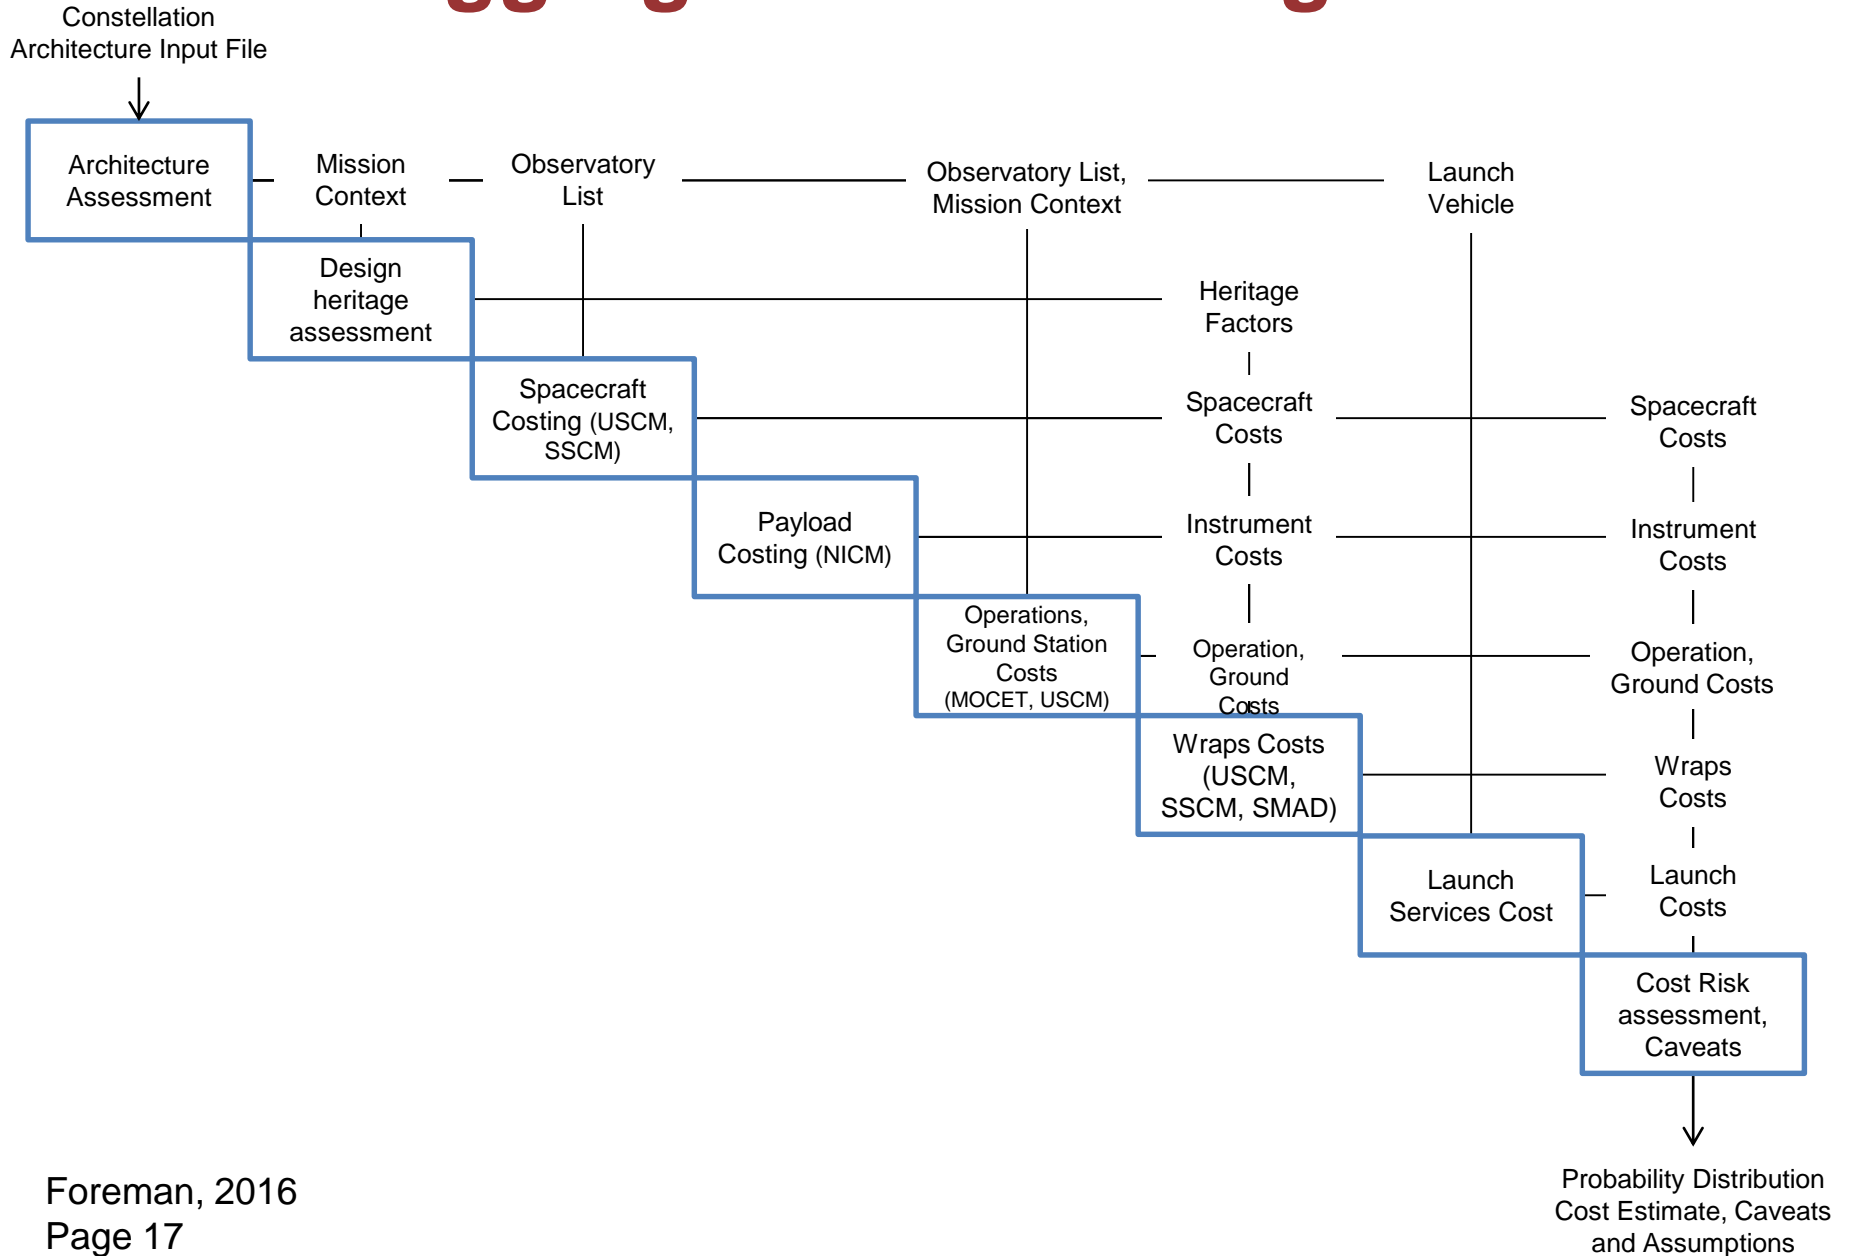 Constellation
Architecture Input File
Architecture
Assessment
Mission
Context
Observatory
List
Observatory List,
Mission Context
Launch
Vehicle
Design
heritage
assessment
Heritage
Factors
Spacecraft
Costing (USCM,
SSCM)
Spacecraft
Costs
Spacecraft
Costs
Payload
Costing (NICM)
Instrument
Costs
Instrument
Costs
Operations,
Ground Station
Costs
(MOCET, USCM)
Operation,
Ground
Costs
Operation,
Ground Costs
Wraps Costs
(USCM,
SSCM, SMAD)
Wraps
Costs
Launch
Services Cost
Launch
Costs
Cost Risk
assessment,
Caveats
Probability Distribution
Cost Estimate, Caveats
and Assumptions
Foreman, 2016
Page 17